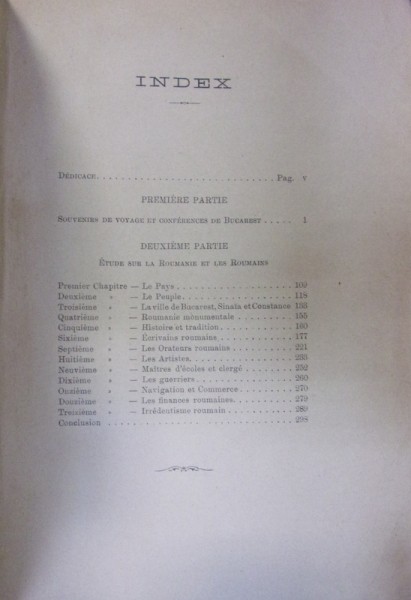 INDEX
DÉDICACE. . . . . . . . . . . . . . . . . . . . . . . . . . . Pag. V
PREMIÈRE PARTIE
SOUVENIRS DE VOYAGE ET CONFÉRENCES DE BUCAREST . . . . . 1
DEUXIÈME PARTIE
ÉTUDE SUR LA ROUMANIE ET LES ROUMAINS
Premier Chapitre — Le Pays . . . . . . . . . . . . . . . . . 109
Deuxième » — Le Peuple. . . . . . . . . . . . . . . . 118
Troisième » — La ville de Bucarest, Sinaïa et Constance 135
Quatrième » — Roumanie monumentale . . . . . . . . 155
Cinquième » — Histoire et tradition. . . . . . . . . . . 160
Sixième » — Écrivains roumains. . . . . . . . . . . 177
Septième » — Les Orateurs roumains . . . . . . . . 221
Huitième » — Les Artistes. . . . . . . . . . . . . . .
Neuvième » — Maîtres d'écoles et clergé . . . . . . . 252
Dixième » — Les guerriers. . . . . . . . . . . . . . 260
Onzième » — Navigation et Commerce . . . . . . . 270
Douzième » — Les finances roumaines. . . . . . . . 279
Treizième » — Irrédentisme roumain . . . . . . . . . 289
Conclusion . . . . . . . . . . . . . . . . . . . . . . . . . 298